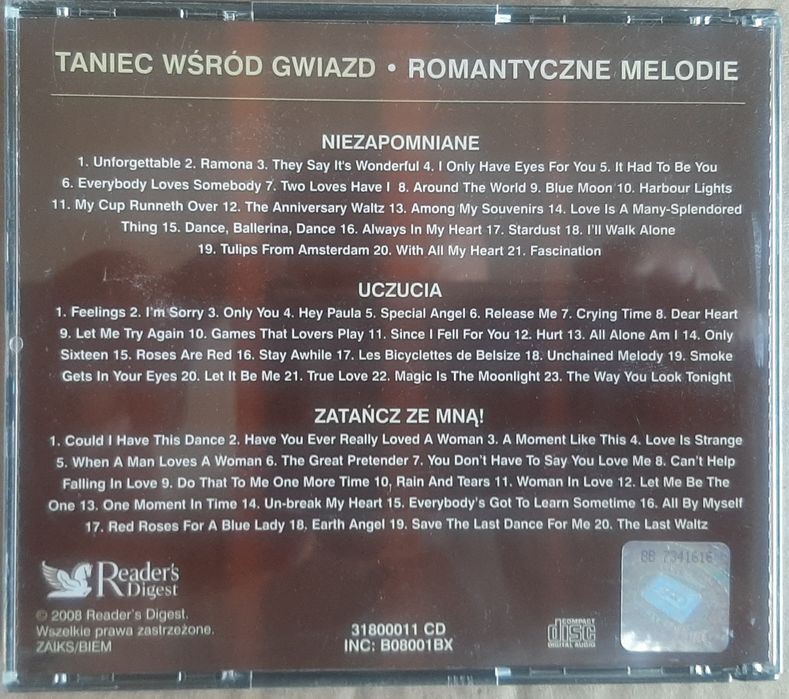 TANIEC WŚRÓD GWIAZD • ROMANTYCZNE MELODIE
NIEZAPOMNIANE
1. Unforgettable 2. Ramona 3. They Say It's Wonderful 4. I Only Have Eyes For You 5. It Had To Be You
6. Everybody Loves Somebody 7. Two Loves Have I 8. Around The World 9. Blue Moon 10. Harbour Lights
11. My Cup Runneth Over 12. The Anniversary Waltz 13. Among My Souvenirs 14. Love Is A Many-Splendored
Thing 15. Dance, Ballerina, Dance 16. Always In My Heart 17. Stardust 18. I'll Walk Alone
19. Tulips From Amsterdam 20. With All My Heart 21. Fascination
UCZUCIA
1. Feelings 2. I'm Sorry 3. Only You 4. Hey Paula 5. Special Angel 6. Release Me 7. Crying Time 8. Dear Heart
9. Let Me Try Again 10. Games That Lovers Play 11. Since I Fell For You 12. Hurt 13. All Alone Am I 14. Only
Sixteen 15. Roses Are Red 16. Stay Awhile 17. Les Bicyclettes de Belsize 18. Unchained Melody 19. Smoke
Gets In Your Eyes 20. Let It Be Me 21. True Love 22. Magic Is The Moonlight 23. The Way You Look Tonight
ZATAŃCZ ZE MNĄ!
1. Could I Have This Dance 2. Have You Ever Really Loved A Woman 3. A Moment Like This 4. Love Is Strange
5. When A Man Loves A Woman 6. The Great Pretender 7. You Don't Have To Say You Love Me 8. Can't Help
Falling In Love 9. Do That To Me One More Time 10, Rain And Tears 11. Woman In Love 12. Let Me Be The
One 13. One Moment In Time 14. Un-break My Heart 15. Everybody's Got To Learn Sometime 16. All By Myself
17. Red Roses For A Blue Lady 18. Earth Angel 19. Save The Last Dance For Me 20. The Last Waltz
Reader's
Digest
© 2008 Reader's Digest.
Wszelkie prawa zastrzeżone.
ZAIKS/BIEM
31800011 CD
INC: B08001BX
COMPACT
disc
DIGITAL AUDIO
BB 7341616